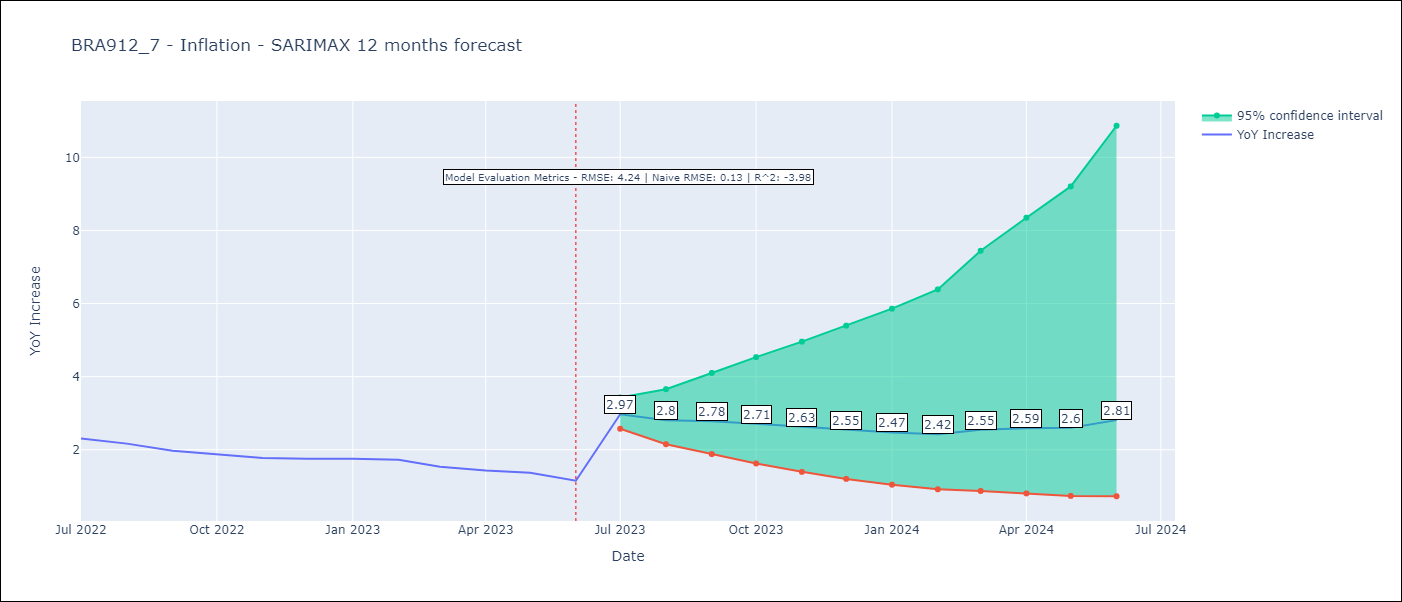 BRA912_7 - Inflation - SARIMAX 12 months forecast
95% confidence interval
YoY Increase
Model Evaluation Metrics - RMSE: 4.24 | Naive RMSE: 0.13 | R^2: -3.98
10
8
6
4
2
YoY Increase
2.97
2.8
2.78
2.71
2.63
2.55
2.47
2.42
2.55
2.59
2.6
2.81
Jul 2022
Oct 2022
Jan 2023
Apr 2023
Jul 2023
Oct 2023
Jan 2024
Apr 2024
Jul 2024
Date